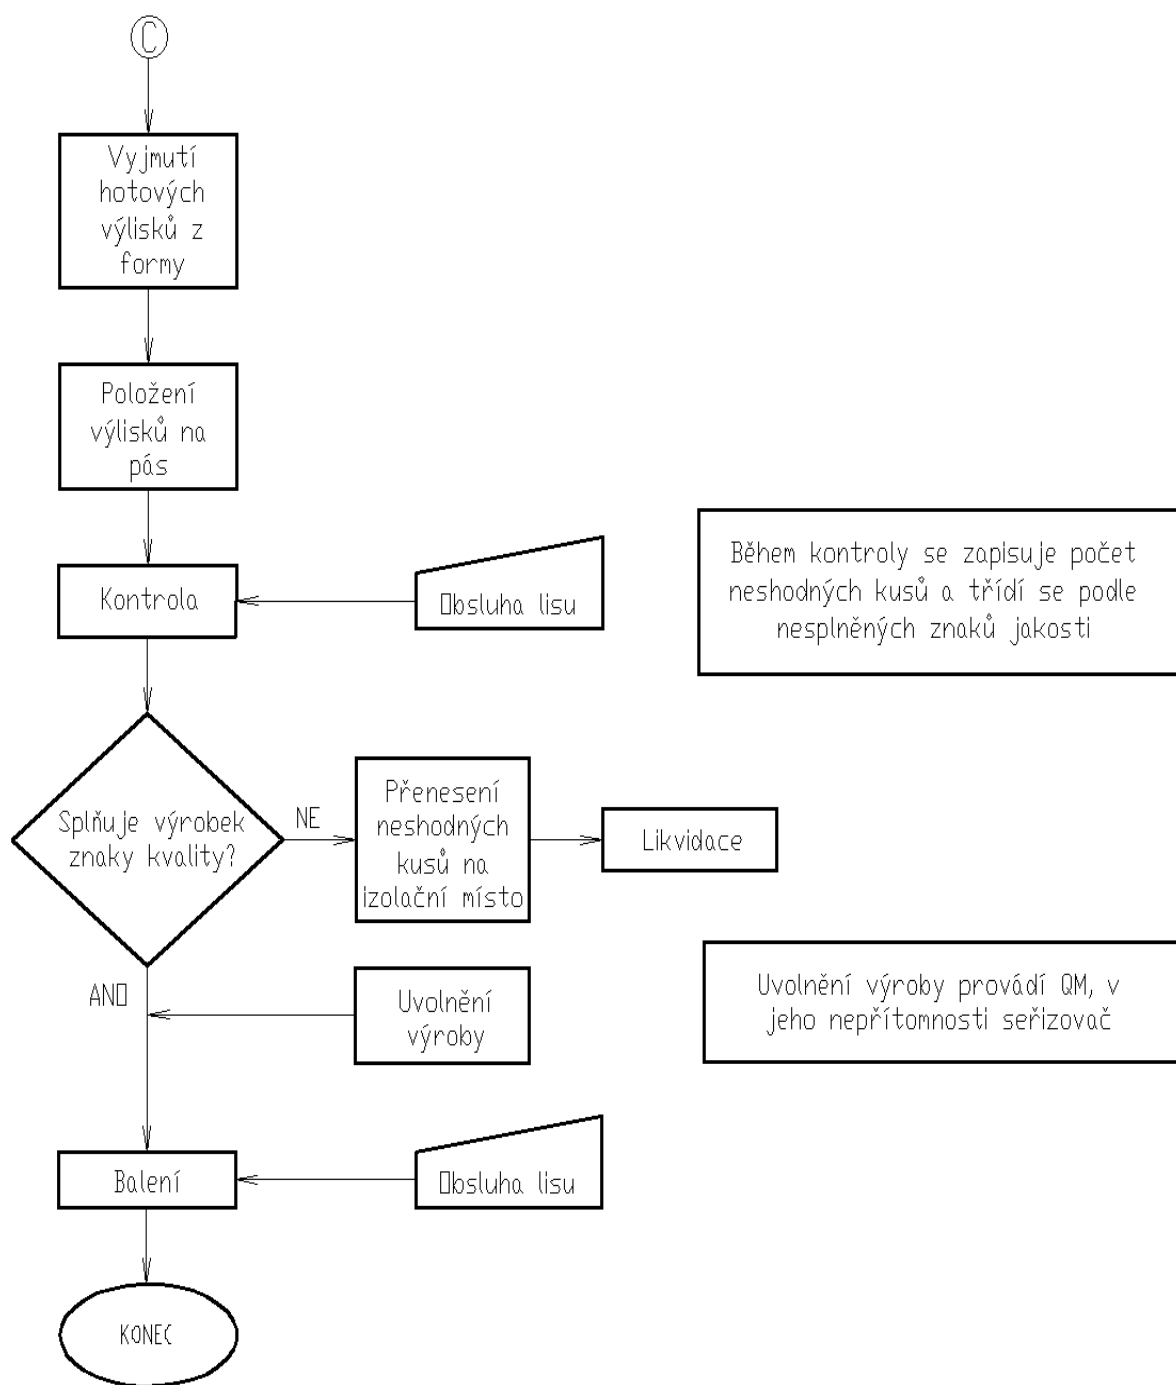 C
Vyjmutí
hotových
výlisků z
formy
Položení
výlisků na
pás
Kontrola
Obsluha lisu
Během kontroly se zapisuje počet
neshodných kusů a třídí se podle
nesplněných znaků jakosti
Splňuje výrobek
znaky kvality?
NE
Přenesení
neshodných
kusů na
izolační místo
Likvidace
ANO
Uvolnění
výroby
Uvolnění výroby provádí QM, v
jeho nepřítomnosti seřizovač
Balení
Obsluha lisu
KONEC